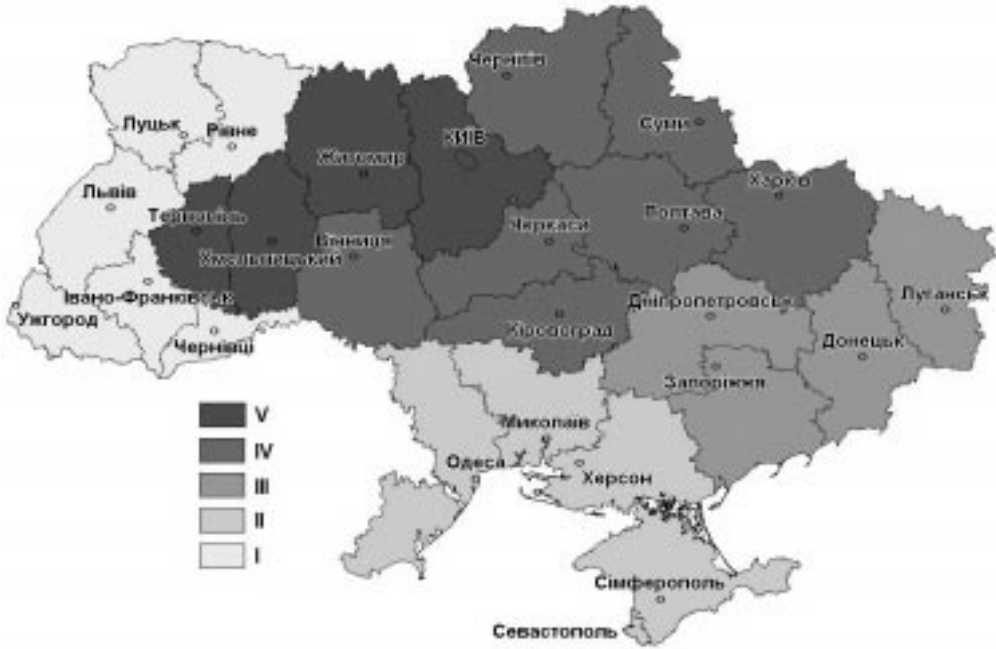 Чернігів
Суми
Луцьк
Рівне
Житомир
КИЇВ
Львів
Харків
Тернопіль
Хмельницький
Вінниця
Черкаси
Полтава
Івано-Франківськ
Ужгород
Чернівці
Кіровоград
Дніпропетровськ
Луганськ
Донецьк
Запоріжжя
Миколаїв
Одеса
Херсон
Сімферополь
Севастополь
V
IV
III
II
I